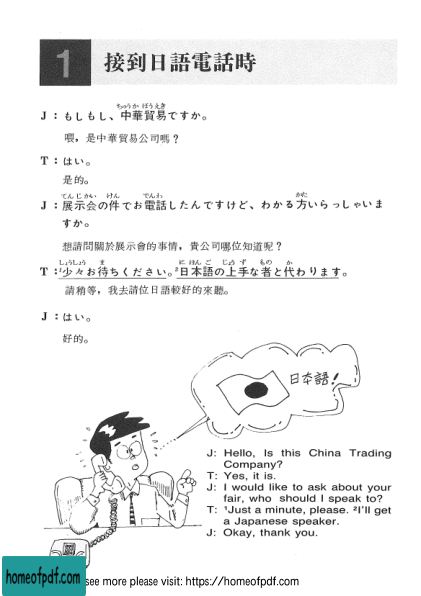 1 接到日語電話時
ちゅうか ぼうえき
J：もしもし、中華貿易ですか。
喂，是中華貿易公司嗎？
T：はい。
是的。
てんじかい けん でんわ かた
J：展示会の件でお電話したんですけど、わかる方いらっしゃいま
すか。
想請問關於展示會的事情，貴公司哪位知道呢？
しょうしょう ま にほんご じょうず もの か
T：¹少々お待ちください。²日本語の上手な者と代わります。
請稍等，我去請位日語較好的來聽。
J：はい。
好的。
日本語！
J: Hello, Is this China Trading
Company?
T: Yes, it is.
J: I would like to ask about your
fair, who should I speak to?
T: ¹Just a minute, please. ²I'll get
a Japanese speaker.
J: Okay, thank you.
homeofpdf.com
see more please visit: https://homeofpdf.com